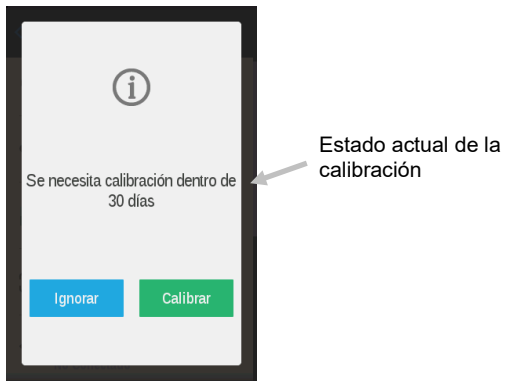 Se necesita calibración dentro de
30 días
Ignorar
Calibrar
Estado actual de la
calibración